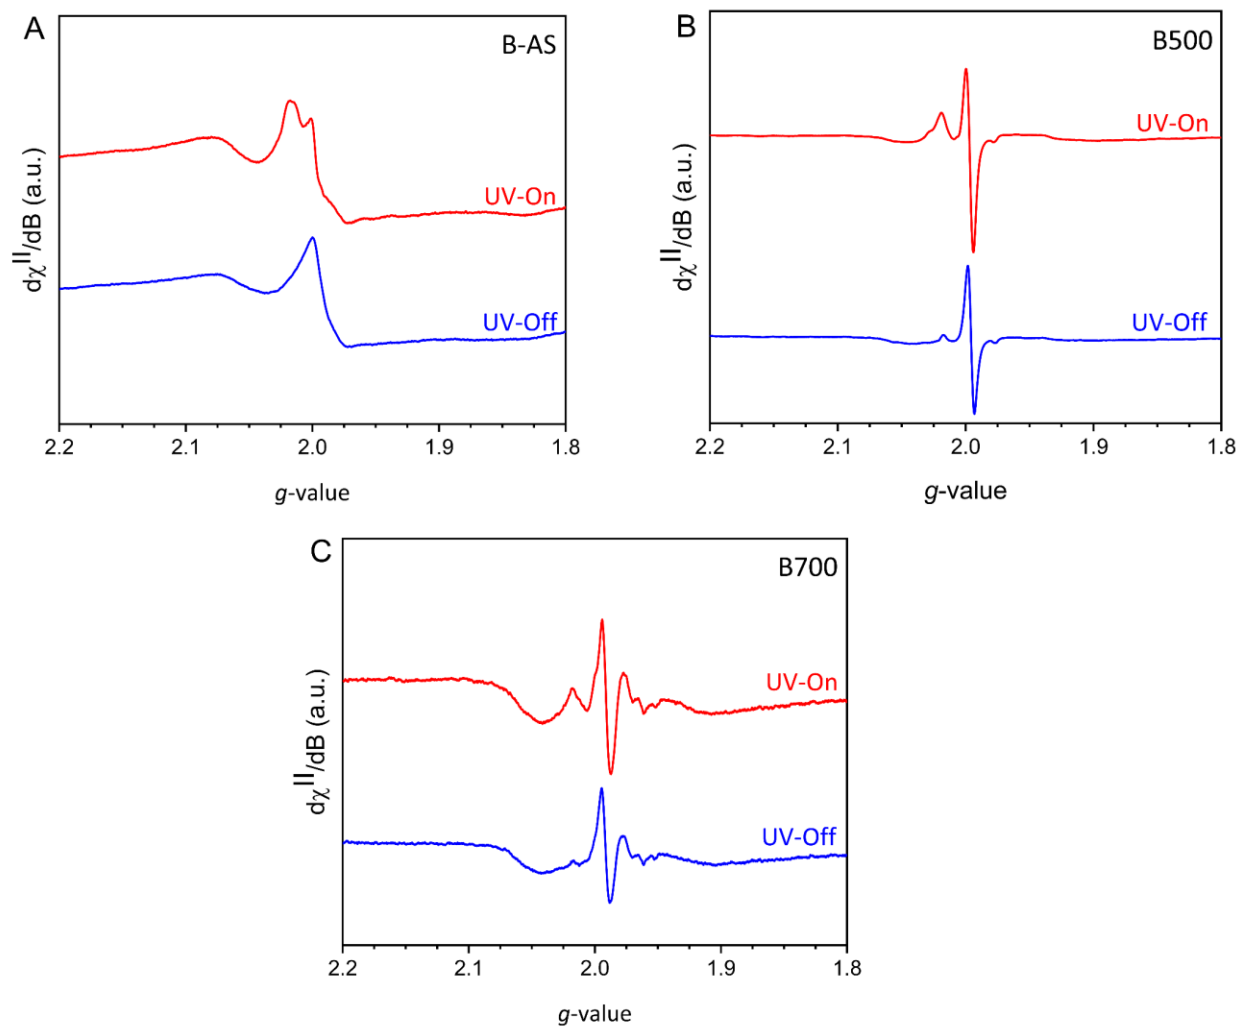 A
B-AS
UV-On
UV-Off
dχᴵᴵ/dB (a.u.)
2.2 2.1 2.0 1.9 1.8
g-value
B
B500
UV-On
UV-Off
dχᴵᴵ/dB (a.u.)
2.2 2.1 2.0 1.9 1.8
g-value
C
B700
UV-On
UV-Off
dχᴵᴵ/dB (a.u.)
2.2 2.1 2.0 1.9 1.8
g-value